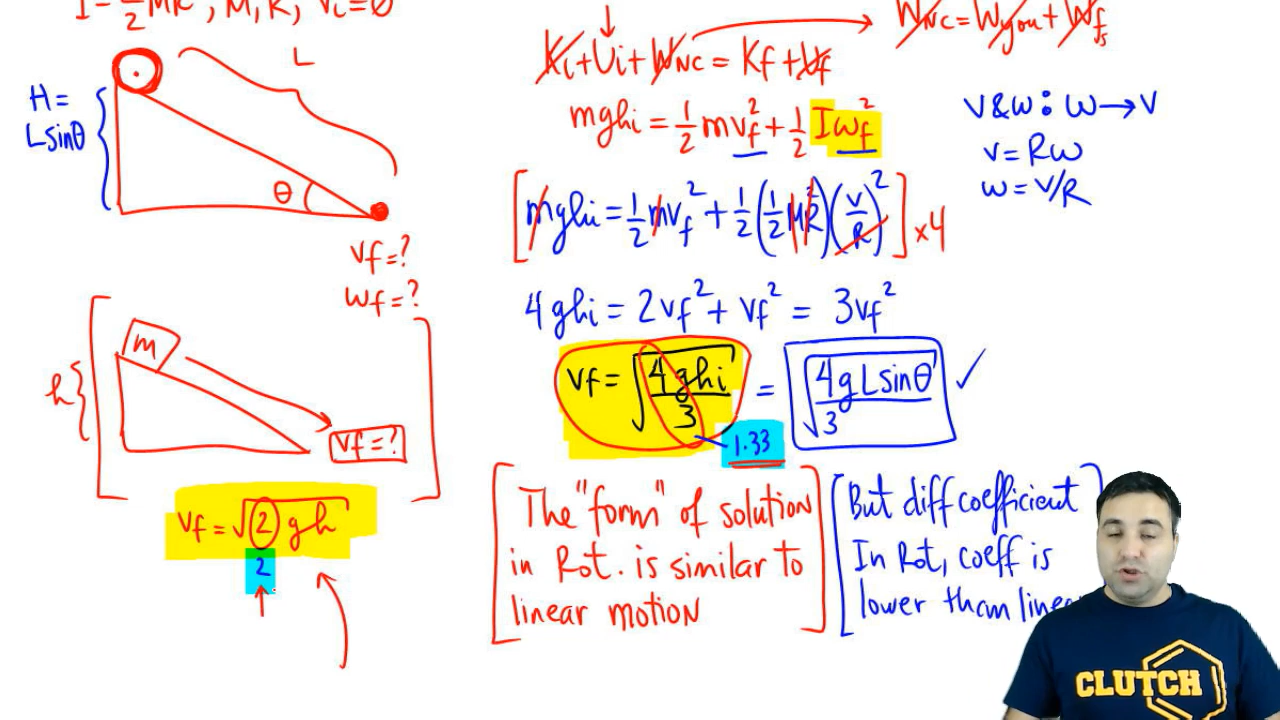 I = 1/2 MR², M, R, Vi = 0
L
H =
L sinθ
θ
Vf = ?
ωf = ?
m
h
Vf = ?
Vf = √(2gh)
2
Ki + Ui + WNC = Kf + Uf
WNC = Wyou + Wfs
mghi = 1/2 mvf² + 1/2 Iωf²
[mghi = 1/2 mvf² + 1/2 (1/2 MR²)(V/R)²] ×4
4ghi = 2vf² + vf² = 3vf²
vf = √(4ghi/3) = √(4gLsinθ/3) ✓
1.33
V & ω : ω → V
v = Rω
ω = V/R
The "form" of solution
in Rot. is similar to
linear motion
But diff coefficient
In Rot, coeff is
lower than
CLUTCH